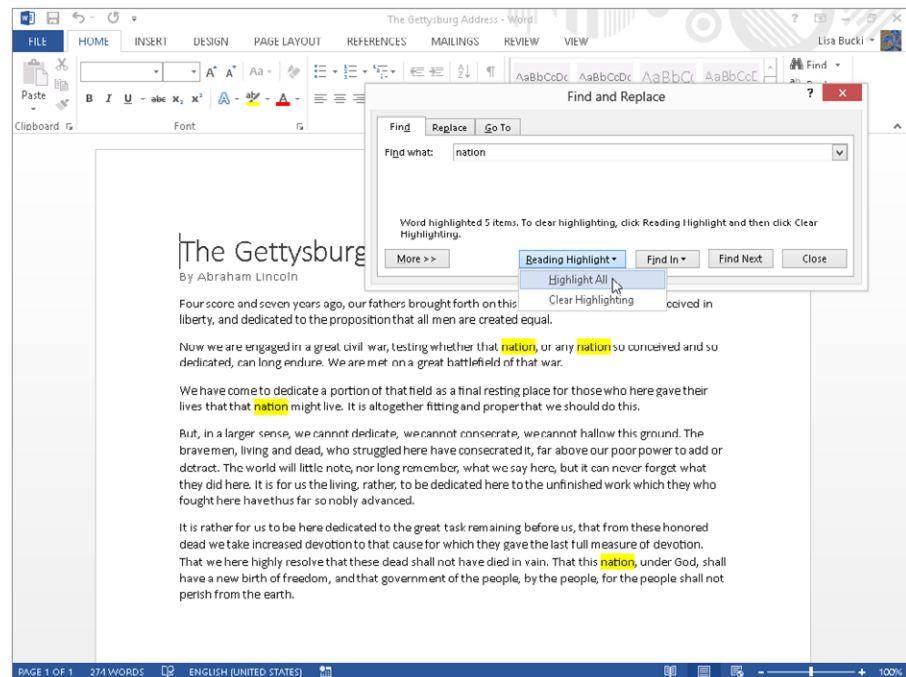 The Gettysburg Address - Word
FILE HOME INSERT DESIGN PAGE LAYOUT REFERENCES MAILINGS REVIEW VIEW Lisa Bucki
Find
Paste
B I U abc x₂ x² A A
Clipboard Font
AaBbCcDc AaBbCcDc AaBbC AaBbCcE
Find and Replace
Find Replace Go To
Find what: nation
Word highlighted 5 items. To clear highlighting, click Reading Highlight and then click Clear
Highlighting.
More >> Reading Highlight Find In Find Next Close
Highlight All
Clear Highlighting
The Gettysburg
By Abraham Lincoln
Four score and seven years ago, our fathers brought forth on this ceived in
liberty, and dedicated to the proposition that all men are created equal.
Now we are engaged in a great civil war, testing whether that nation, or any nation so conceived and so
dedicated, can long endure. We are met on a great battlefield of that war.
We have come to dedicate a portion of that field as a final resting place for those who here gave their
lives that that nation might live. It is altogether fitting and proper that we should do this.
But, in a larger sense, we cannot dedicate, we cannot consecrate, we cannot hallow this ground. The
brave men, living and dead, who struggled here have consecrated it, far above our poor power to add or
detract. The world will little note, nor long remember, what we say here, but it can never forget what
they did here. It is for us the living, rather, to be dedicated here to the unfinished work which they who
fought here have thus far so nobly advanced.
It is rather for us to be here dedicated to the great task remaining before us, that from these honored
dead we take increased devotion to that cause for which they gave the last full measure of devotion.
That we here highly resolve that these dead shall not have died in vain. That this nation, under God, shall
have a new birth of freedom, and that government of the people, by the people, for the people shall not
perish from the earth.
PAGE 1 OF 1 274 WORDS ENGLISH (UNITED STATES) 100%